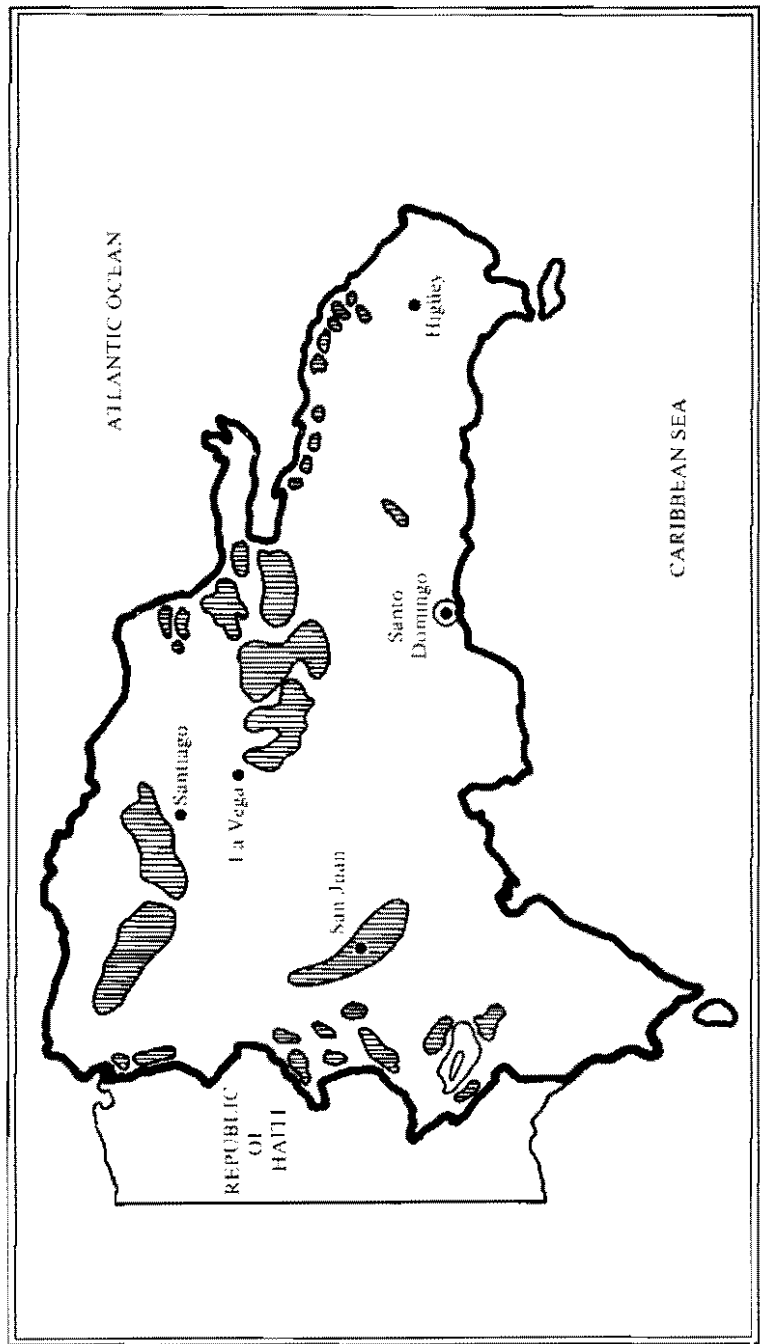 ATLANTIC OCEAN
Santiago
La Vega
San Juan
REPUBLIC
OF
HAITI
Santo
Domingo
Higüey
CARIBBEAN SEA